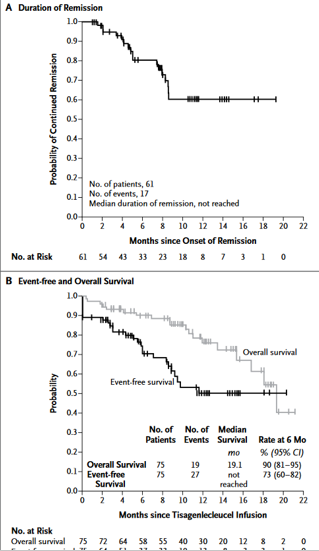 A Duration of Remission
Probability of Continued Remission
1.0
0.9
0.8
0.7
0.6
0.5
0.4
0.3
0.2
0.1
0.0
No. of patients, 61
No. of events, 17
Median duration of remission, not reached
0 2 4 6 8 10 12 14 16 18 20 22
Months since Onset of Remission
No. at Risk 61 54 43 33 23 18 8 7 3 1 0
B Event-free and Overall Survival
Probability
1.0
0.9
0.8
0.7
0.6
0.5
0.4
0.3
0.2
0.1
0.0
Overall survival
Event-free survival
No. of Patients No. of Events Median Survival Rate at 6 Mo
mo % (95% CI)
Overall Survival 75 19 19.1 90 (81–95)
Event-free Survival 75 27 not reached 73 (60–82)
0 2 4 6 8 10 12 14 16 18 20 22
Months since Tisagenlecleucel Infusion
No. at Risk
Overall survival 75 72 64 58 55 40 30 20 12 8 2 0